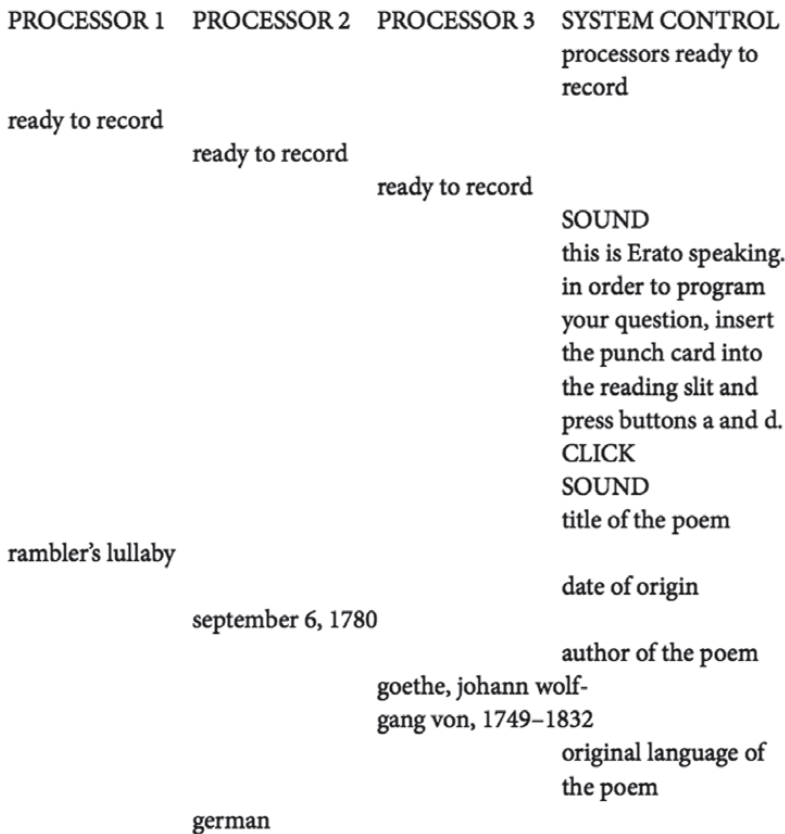 PROCESSOR 1 PROCESSOR 2 PROCESSOR 3 SYSTEM CONTROL
processors ready to
record
ready to record
ready to record
ready to record
SOUND
this is Erato speaking.
in order to program
your question, insert
the punch card into
the reading slit and
press buttons a and d.
CLICK
SOUND
title of the poem
rambler's lullaby
date of origin
september 6, 1780
author of the poem
goethe, johann wolf-
gang von, 1749–1832
original language of
the poem
german